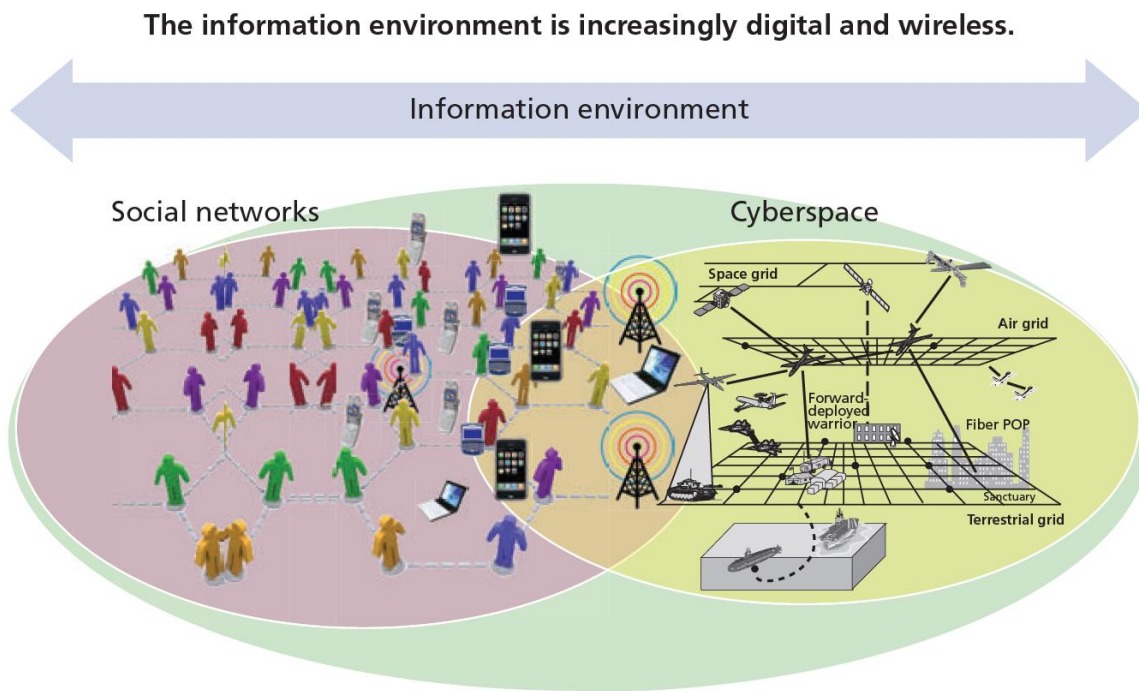 The information environment is increasingly digital and wireless.
Information environment
Social networks
Cyberspace
Space grid
Air grid
Forward-
deployed
warrior
Fiber POP
Sanctuary
Terrestrial grid